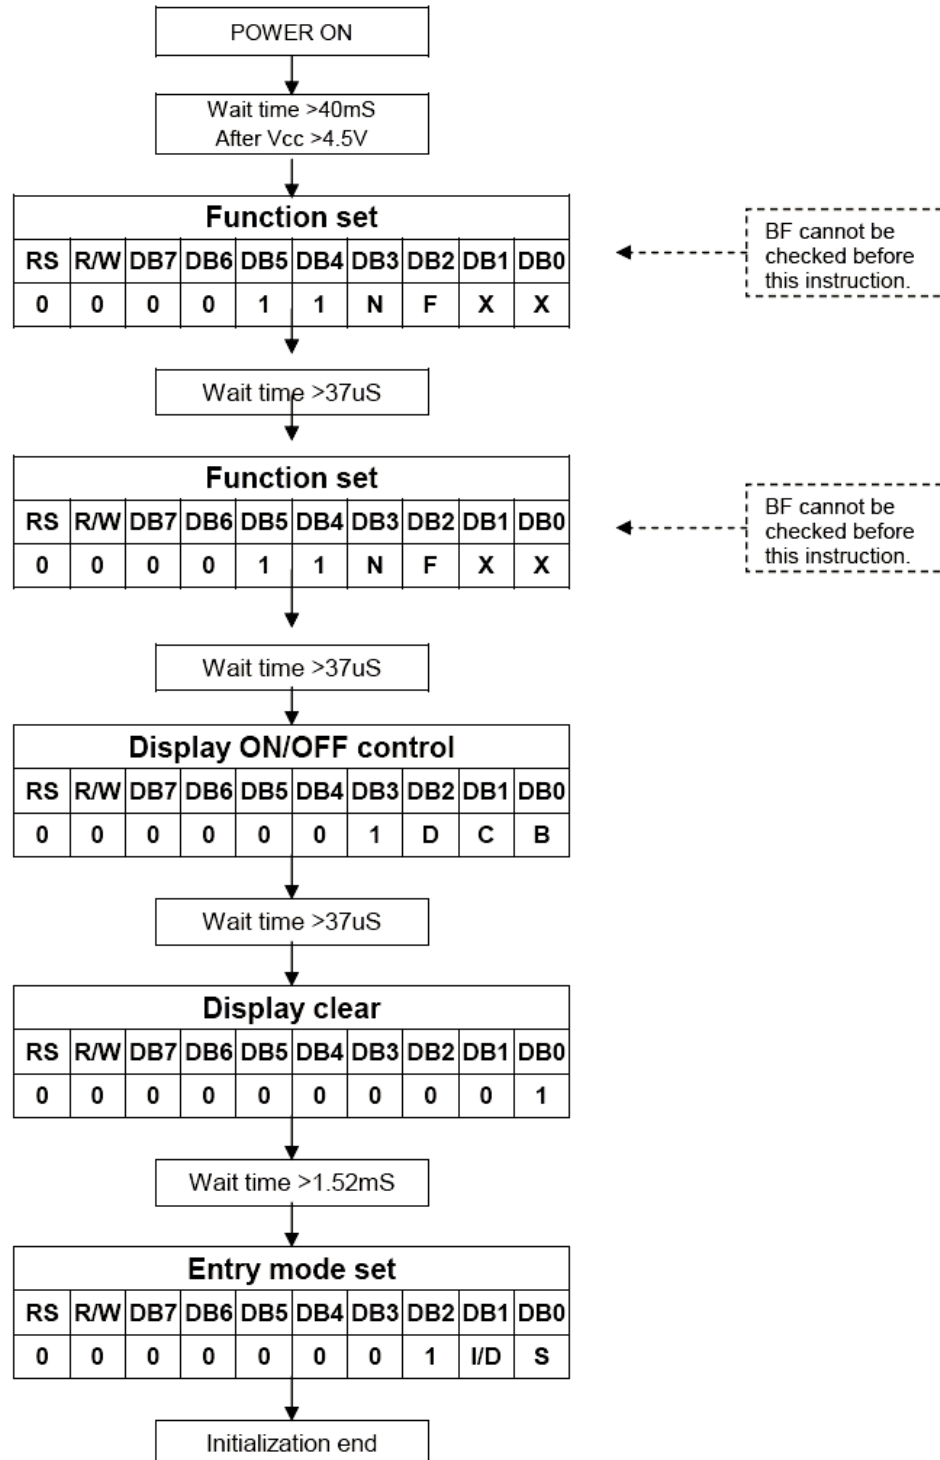 POWER ON
Wait time >40mS
After Vcc >4.5V
Function set
RS R/W DB7 DB6 DB5 DB4 DB3 DB2 DB1 DB0
0 0 0 0 1 1 N F X X
BF cannot be
checked before
this instruction.
Wait time >37uS
Function set
RS R/W DB7 DB6 DB5 DB4 DB3 DB2 DB1 DB0
0 0 0 0 1 1 N F X X
BF cannot be
checked before
this instruction.
Wait time >37uS
Display ON/OFF control
RS R/W DB7 DB6 DB5 DB4 DB3 DB2 DB1 DB0
0 0 0 0 0 0 1 D C B
Wait time >37uS
Display clear
RS R/W DB7 DB6 DB5 DB4 DB3 DB2 DB1 DB0
0 0 0 0 0 0 0 0 0 1
Wait time >1.52mS
Entry mode set
RS R/W DB7 DB6 DB5 DB4 DB3 DB2 DB1 DB0
0 0 0 0 0 0 0 1 I/D S
Initialization end